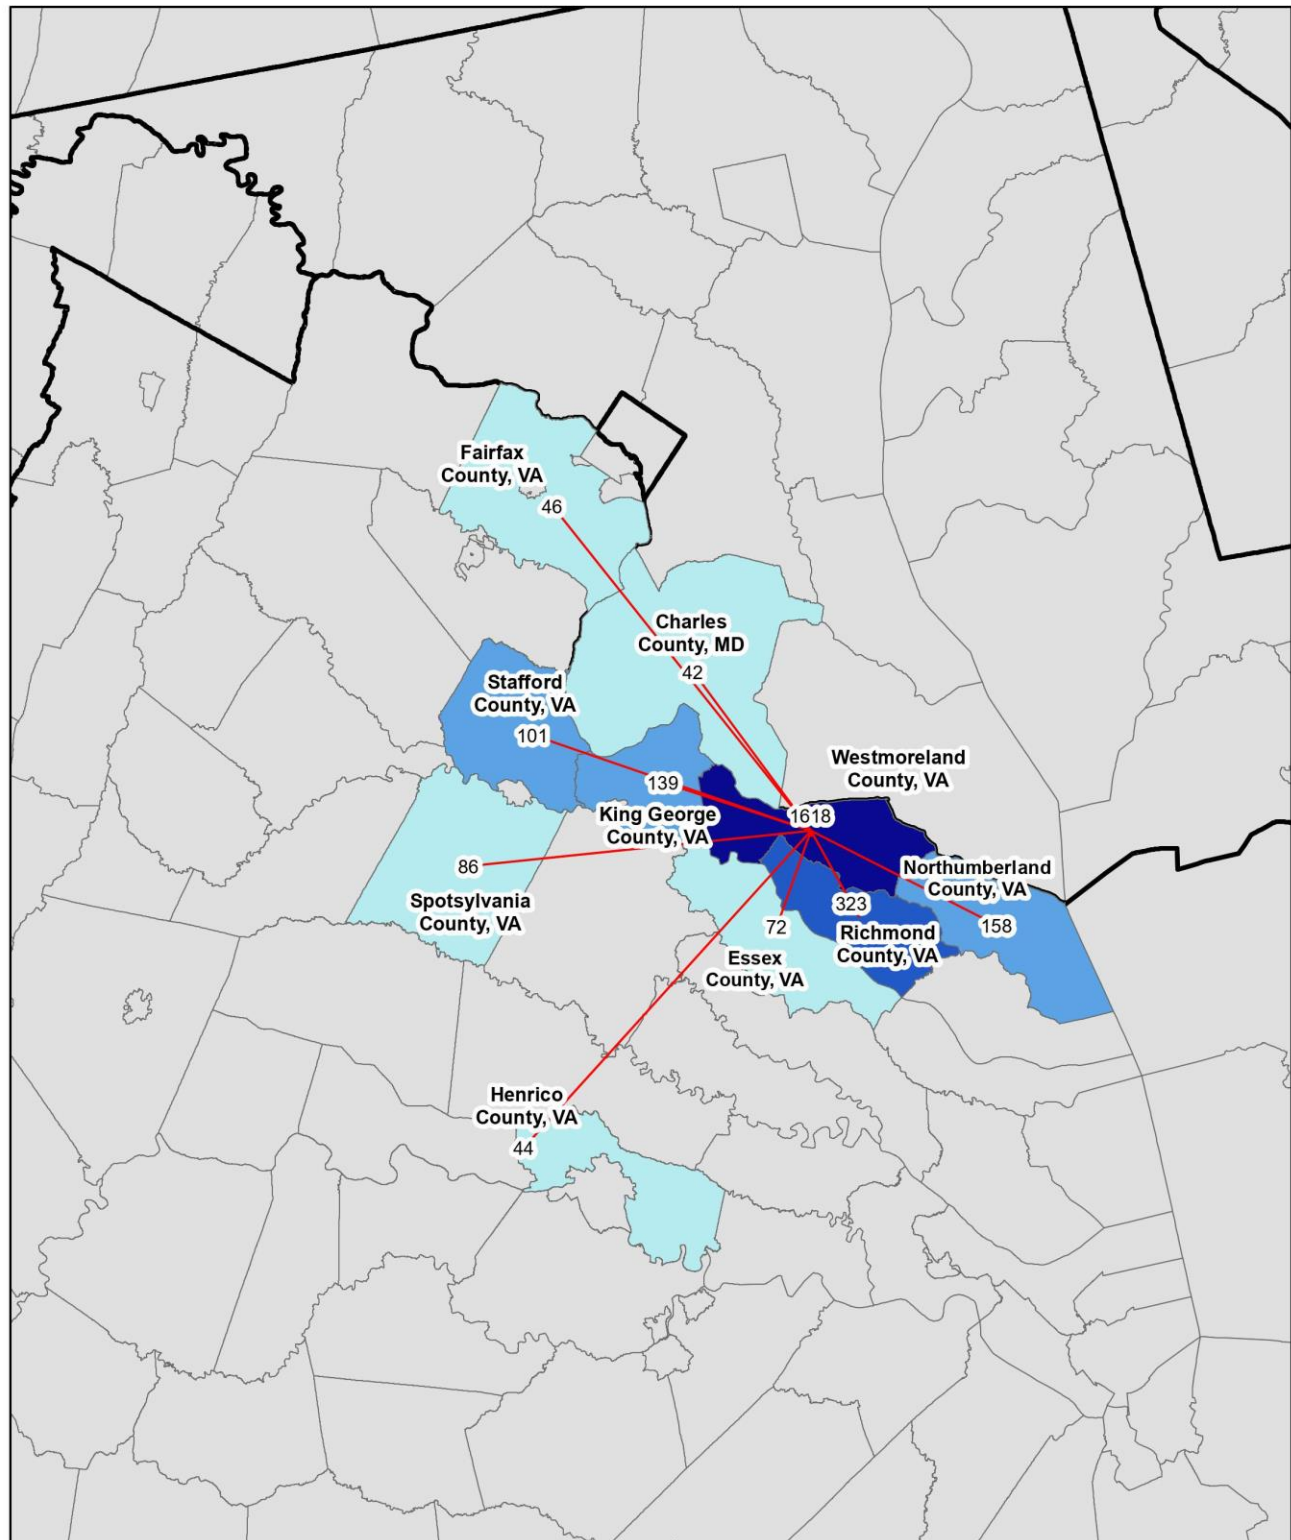 Fairfax
County, VA
46
Charles
County, MD
42
Stafford
County, VA
101
139
King George
County, VA
Westmoreland
County, VA
1618
86
Spotsylvania
County, VA
Northumberland
County, VA
158
323
Richmond
County, VA
72
Essex
County, VA
Henrico
County, VA
44